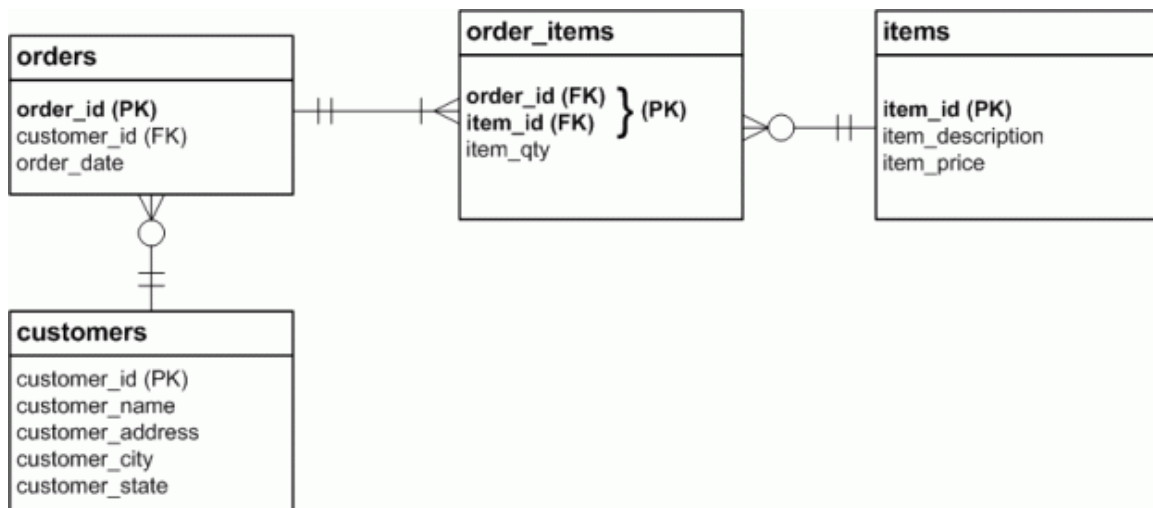 orders
order_id (PK)
customer_id (FK)
order_date
order_items
order_id (FK)
item_id (FK)
} (PK)
item_qty
items
item_id (PK)
item_description
item_price
customers
customer_id (PK)
customer_name
customer_address
customer_city
customer_state